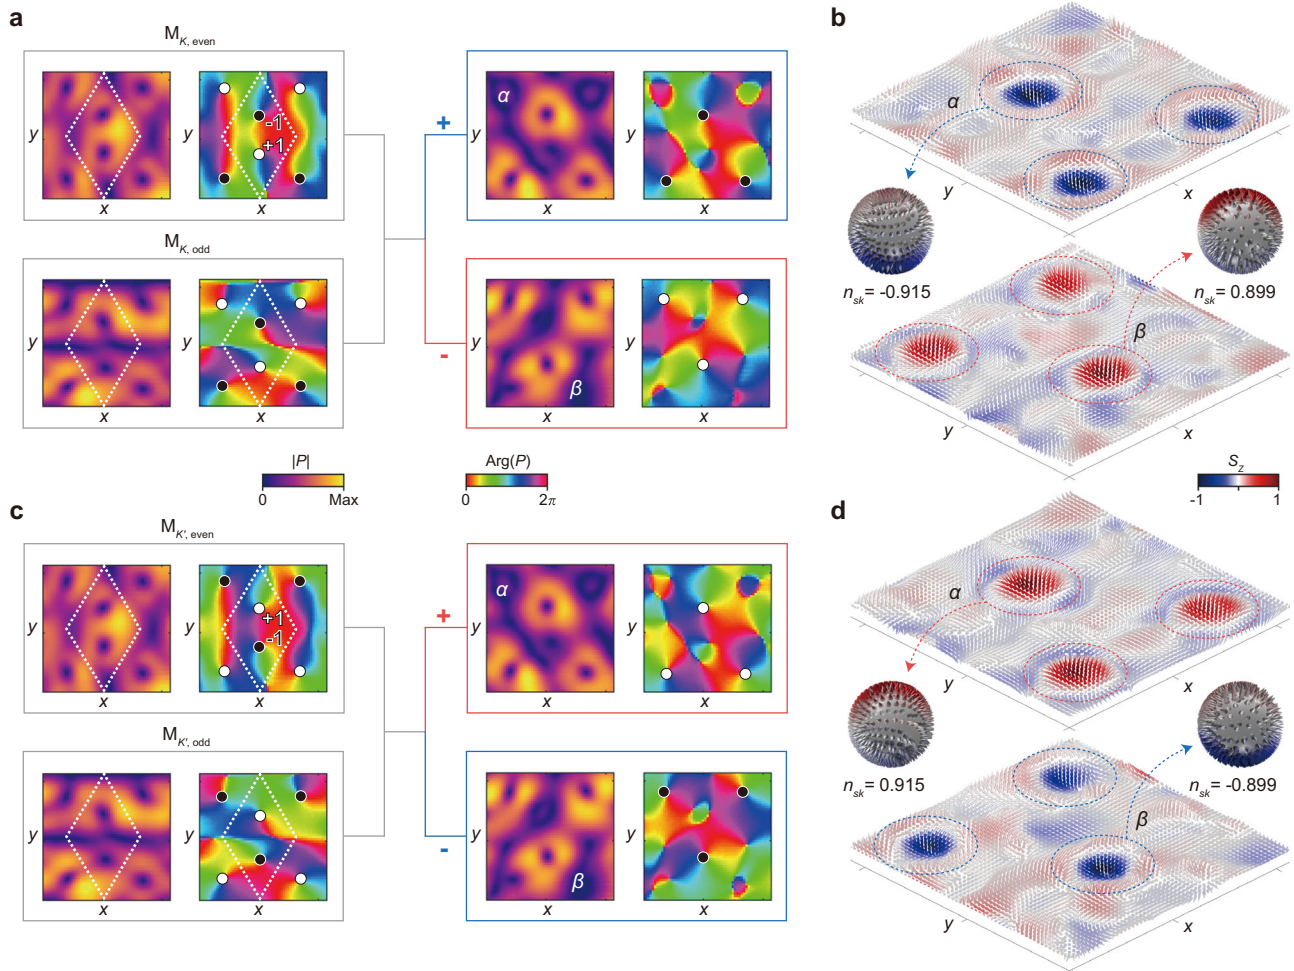 a
M_K, even
y
x
-1
+1
y
x
M_K, odd
y
x
y
x
+
α
y
x
y
x
-
β
y
x
y
x
|P|
0
Max
Arg(P)
0
2π
b
α
y
x
n_sk = -0.915
n_sk = 0.899
β
y
x
S_z
-1
1
c
M_K', even
y
x
+1
-1
y
x
M_K', odd
y
x
y
x
+
α
y
x
y
x
-
β
y
x
y
x
d
α
y
x
n_sk = 0.915
n_sk = -0.899
β
y
x